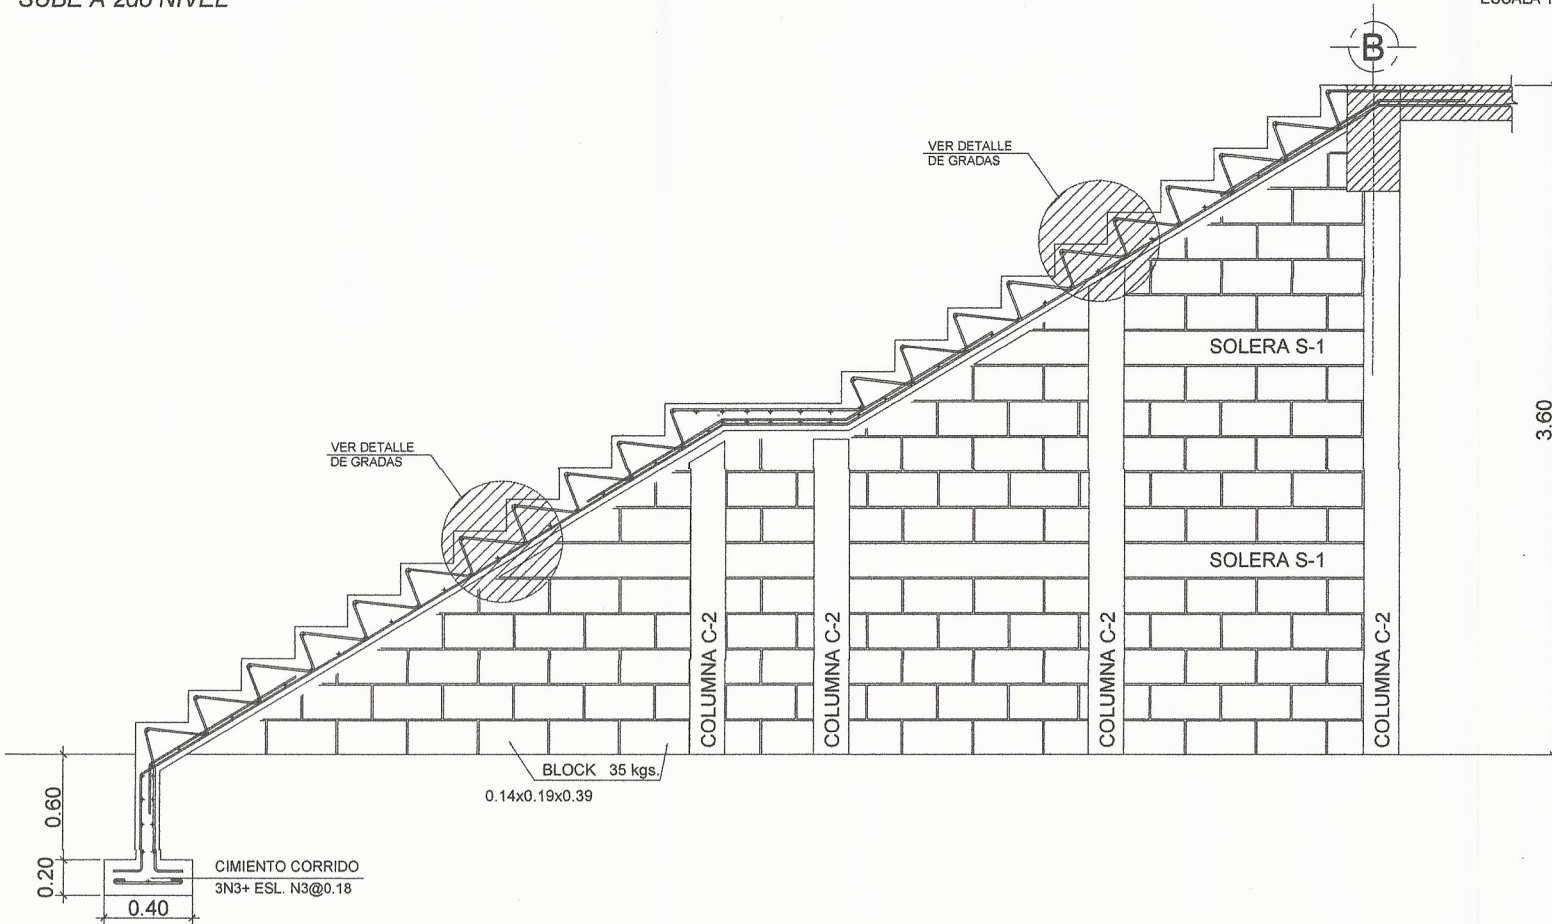 SUBE A 2do NIVEL
ESCALA 1
B
VER DETALLE
DE GRADAS
SOLERA S-1
3.60
VER DETALLE
DE GRADAS
SOLERA S-1
COLUMNA C-2
COLUMNA C-2
COLUMNA C-2
COLUMNA C-2
BLOCK 35 kgs.
0.14x0.19x0.39
0.60
0.20
CIMIENTO CORRIDO
3N3+ ESL. N3@0.18
0.40